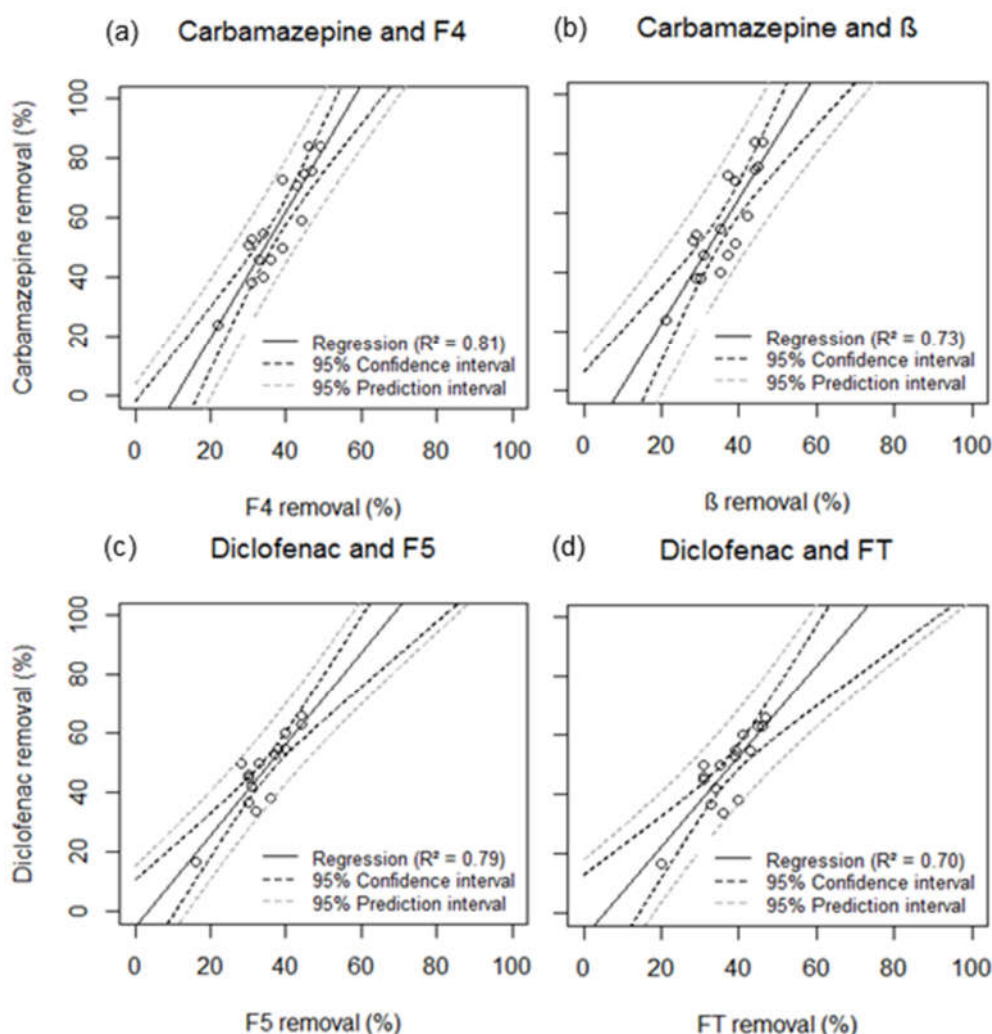 (a) Carbamazepine and F4
Carbamazepine removal (%)
100
80
60
40
20
0
Regression (R² = 0.81)
95% Confidence interval
95% Prediction interval
0 20 40 60 80 100
F4 removal (%)
(b) Carbamazepine and ß
Regression (R² = 0.73)
95% Confidence interval
95% Prediction interval
0 20 40 60 80 100
ß removal (%)
(c) Diclofenac and F5
Diclofenac removal (%)
100
80
60
40
20
0
Regression (R² = 0.79)
95% Confidence interval
95% Prediction interval
0 20 40 60 80 100
F5 removal (%)
(d) Diclofenac and FT
Regression (R² = 0.70)
95% Confidence interval
95% Prediction interval
0 20 40 60 80 100
FT removal (%)